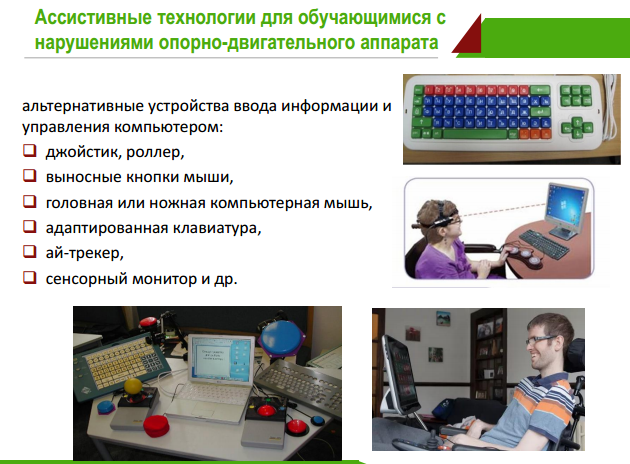 Ассистивные технологии для обучающимися с
нарушениями опорно-двигательного аппарата
альтернативные устройства ввода информации и
управления компьютером:
джойстик, роллер,
выносные кнопки мыши,
головная или ножная компьютерная мышь,
адаптированная клавиатура,
ай-трекер,
сенсорный монитор и др.